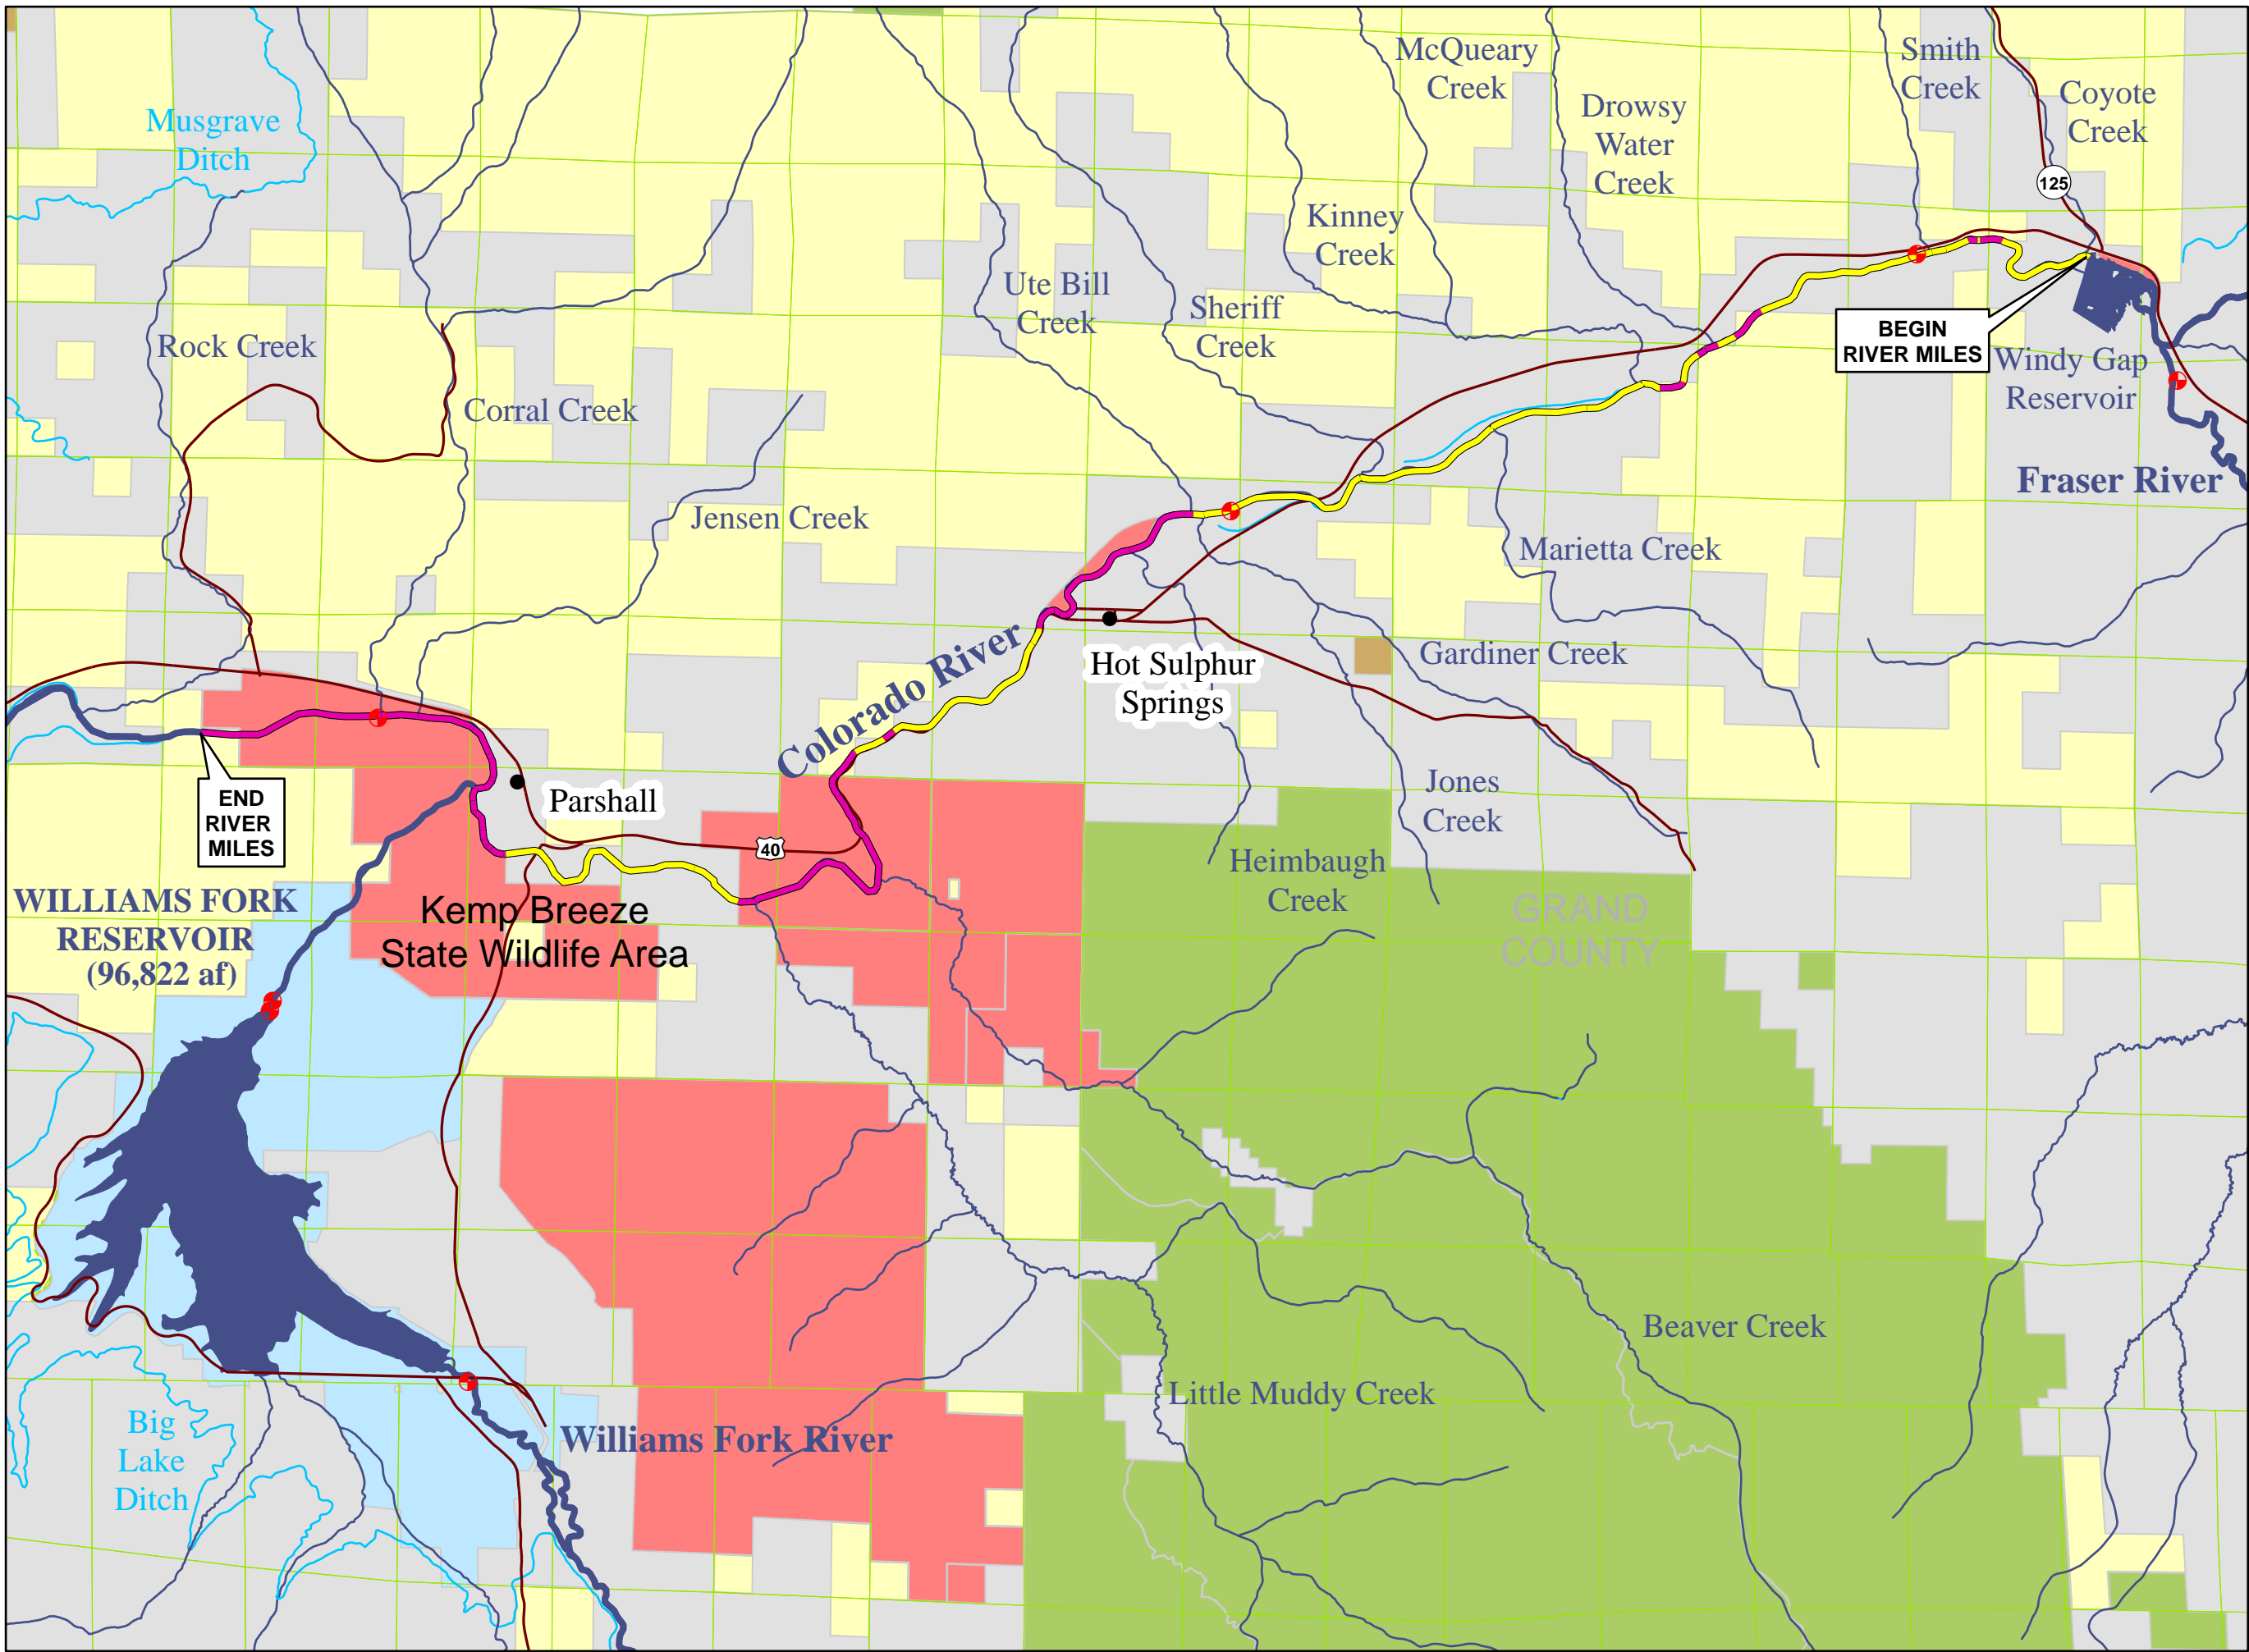 McQueary
Creek
Smith
Creek
Musgrave
Ditch
Drowsy
Water
Creek
Coyote
Creek
125
Kinney
Creek
Ute Bill
Creek
Sheriff
Creek
Rock Creek
BEGIN
RIVER MILES
Windy Gap
Reservoir
Corral Creek
Fraser River
Jensen Creek
Marietta Creek
Colorado River
Hot Sulphur
Springs
Gardiner Creek
END
RIVER
MILES
Parshall
Jones
Creek
40
Heimbaugh
Creek
WILLIAMS FORK
RESERVOIR
(96,822 af)
Kemp Breeze
State Wildlife Area
GRAND
COUNTY
Beaver Creek
Little Muddy Creek
Big
Lake
Ditch
Williams Fork River